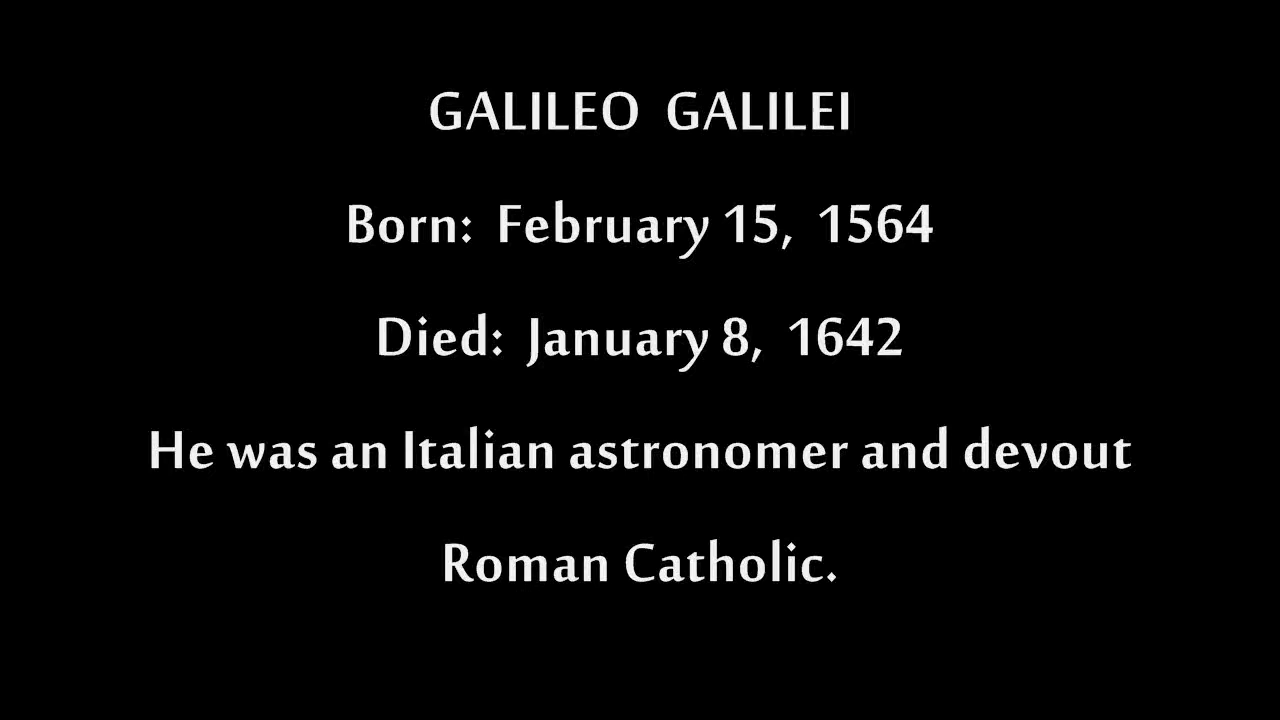 GALILEO GALILEI
Born: February 15, 1564
Died: January 8, 1642
He was an Italian astronomer and devout
Roman Catholic.